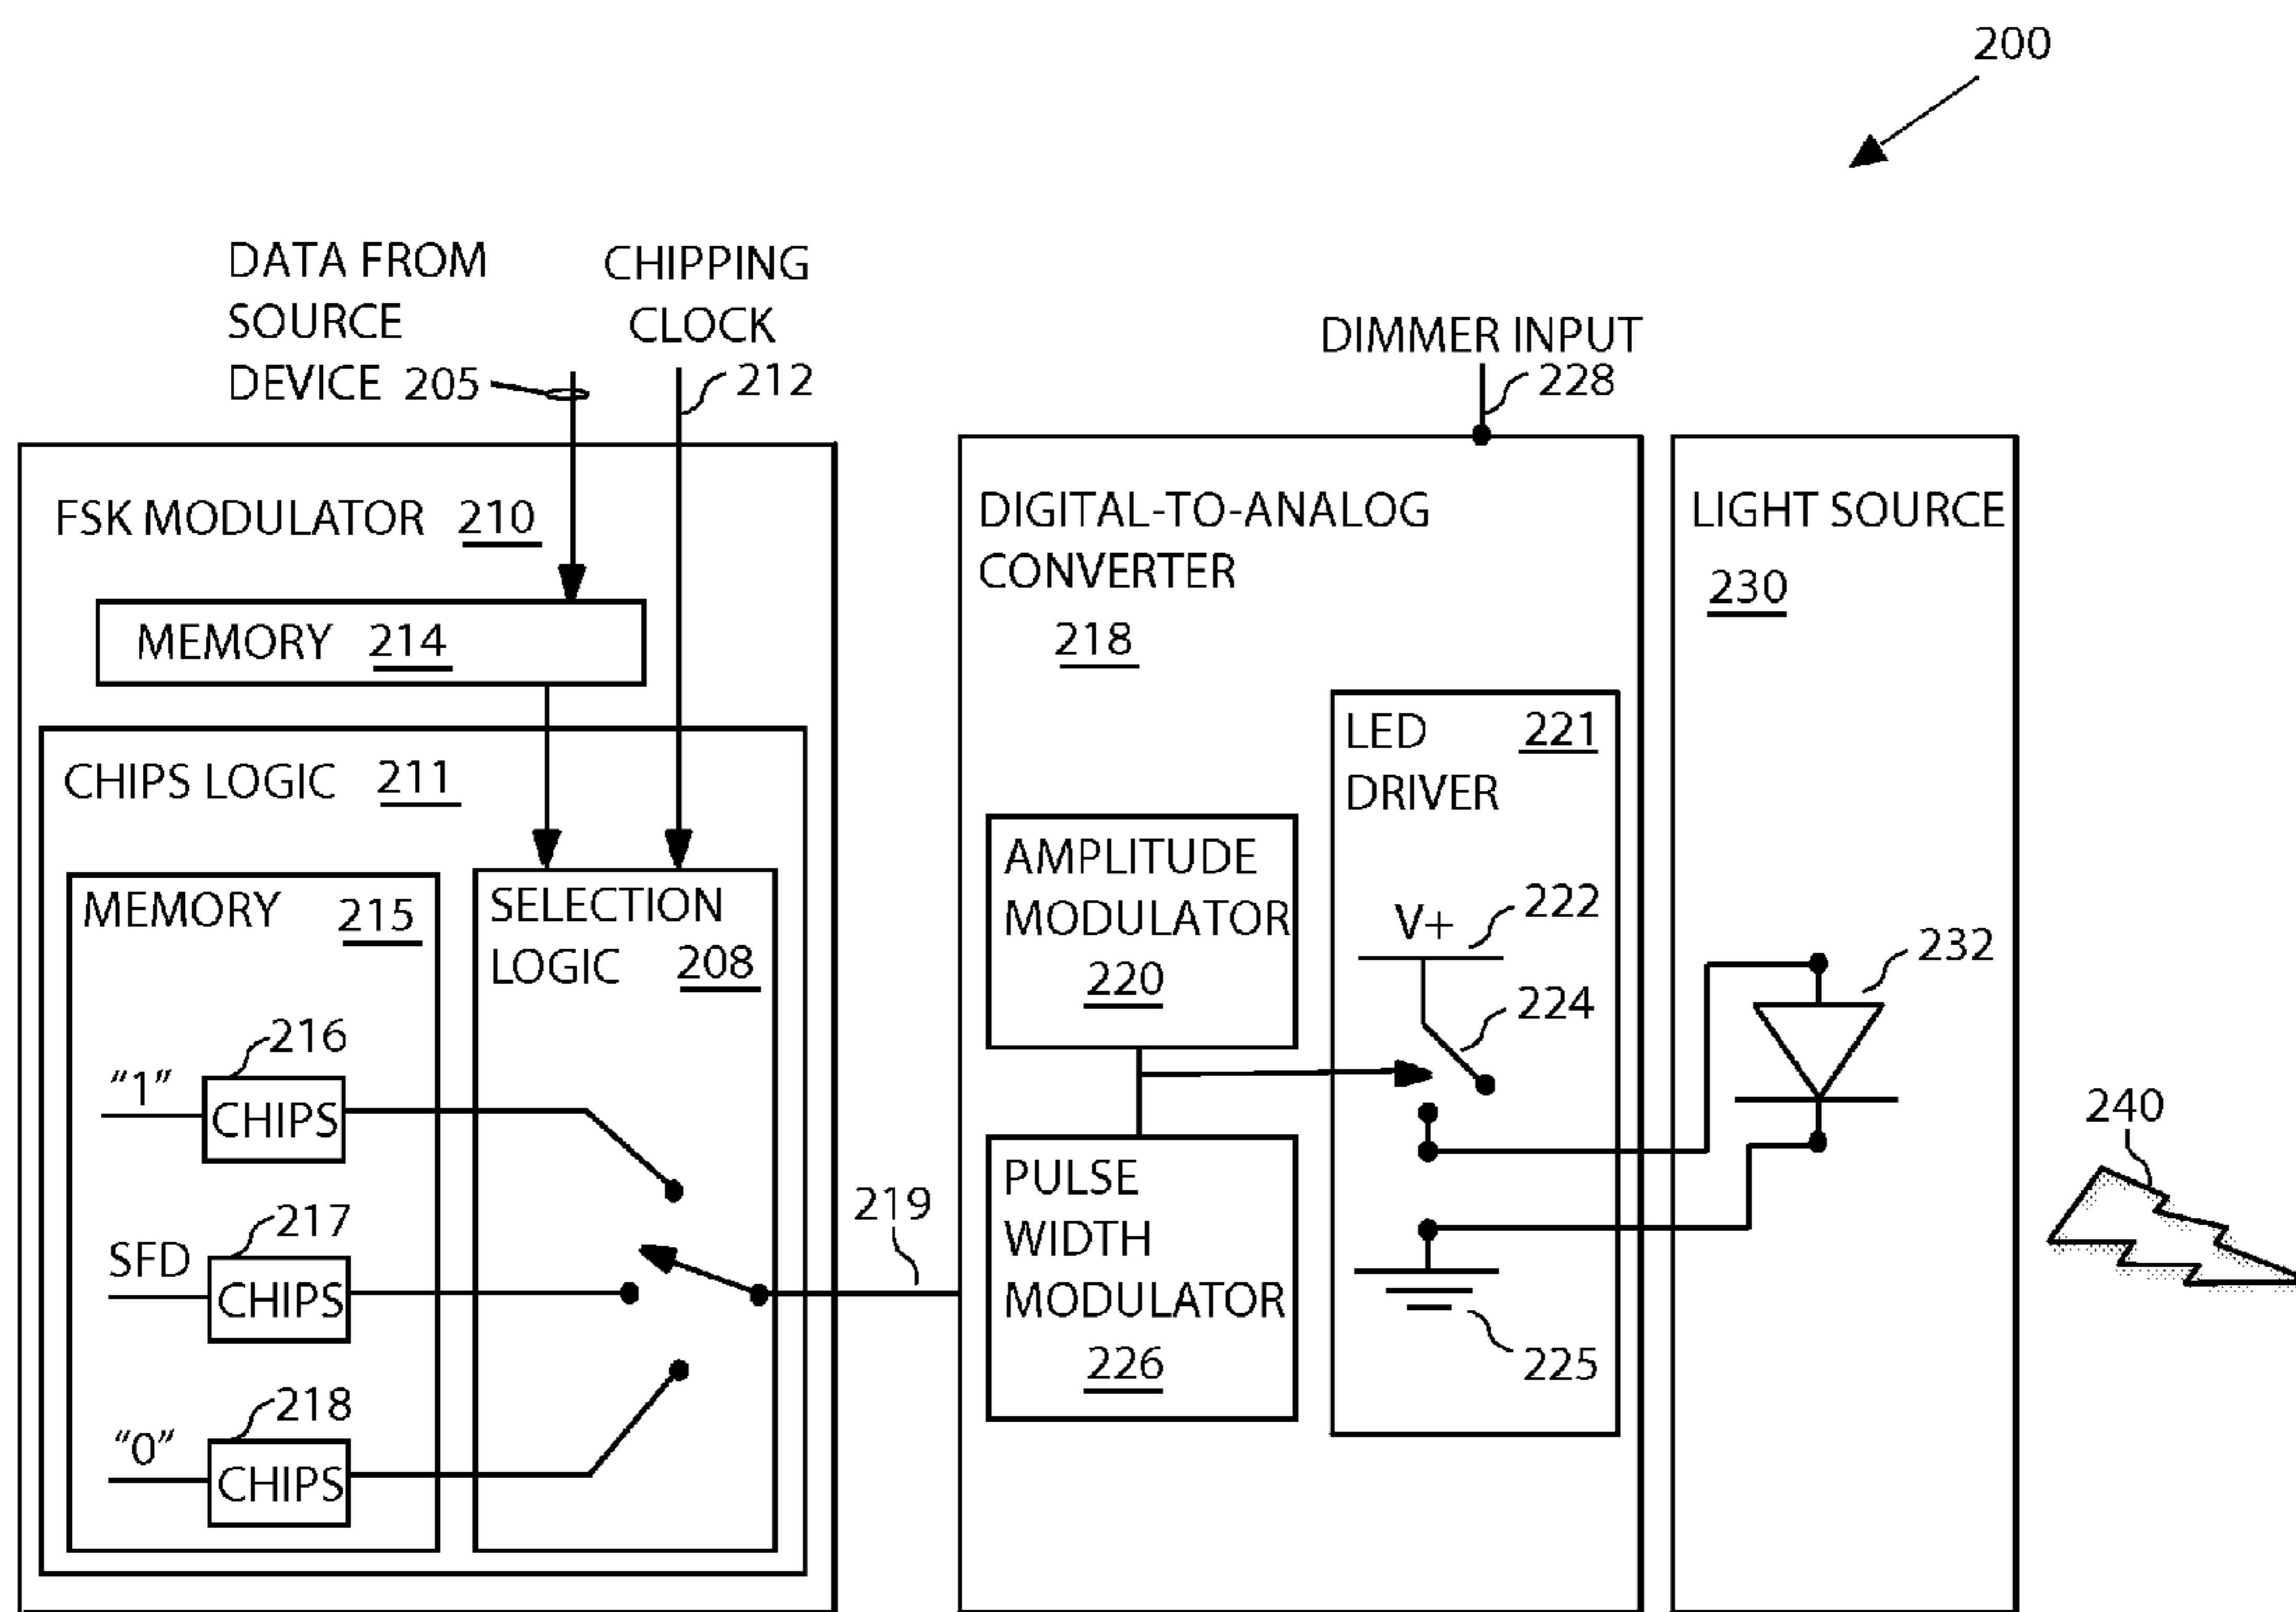 200
DATA FROM
SOURCE
DEVICE 205
CHIPPING
CLOCK
212
DIMMER INPUT
228
FSK MODULATOR 210
MEMORY 214
CHIPS LOGIC 211
MEMORY 215
"1"
216
CHIPS
SFD
217
CHIPS
"0"
218
CHIPS
SELECTION
LOGIC 208
219
DIGITAL-TO-ANALOG
CONVERTER
218
AMPLITUDE
MODULATOR
220
PULSE
WIDTH
MODULATOR
226
LED 221
DRIVER
V+
222
224
225
LIGHT SOURCE
230
232
240